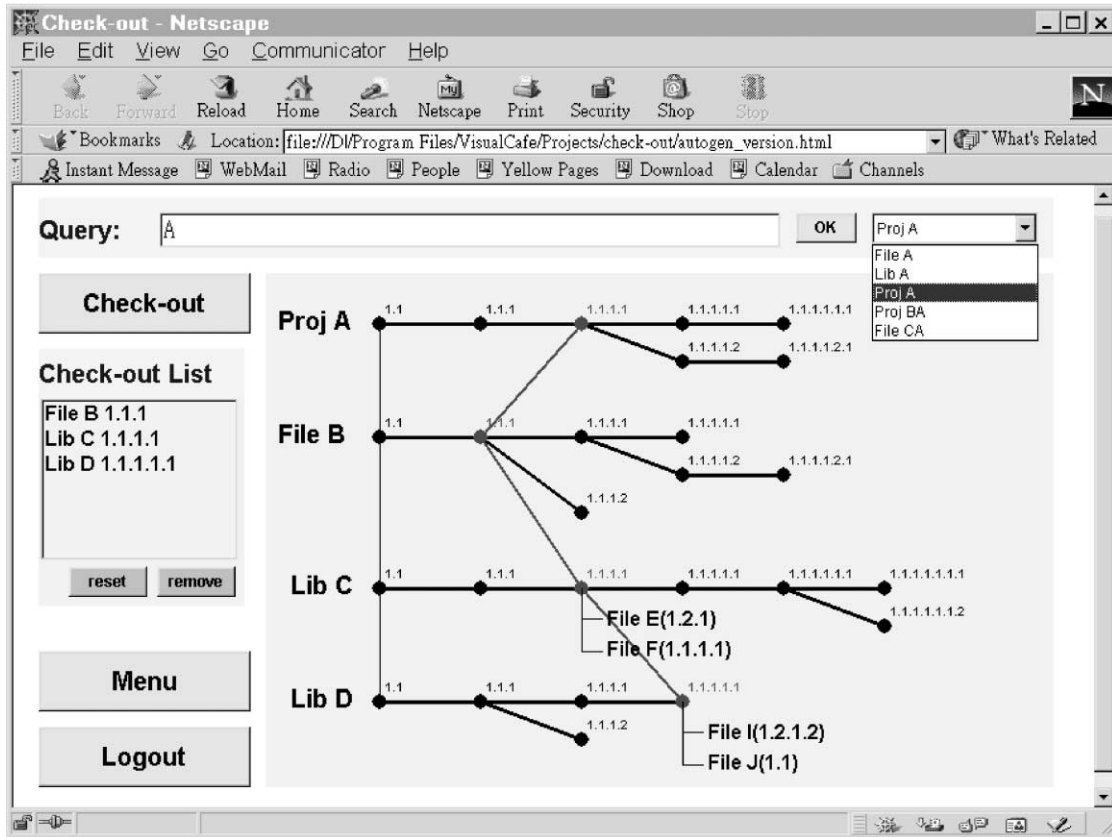 Check-out - Netscape
File Edit View Go Communicator Help
Back Forward Reload Home Search Netscape Print Security Shop Stop
My
N
Bookmarks Location: file:///D|/Program Files/VisualCafe/Projects/check-out/autogen_version.html What's Related
Instant Message WebMail Radio People Yellow Pages Download Calendar Channels
Query: A OK Proj A
File A
Lib A
Proj A
Proj BA
File CA
Check-out
Check-out List
File B 1.1.1
Lib C 1.1.1.1
Lib D 1.1.1.1.1
reset remove
Menu
Logout
Proj A 1.1 1.1.1 1.1.1.1 1.1.1.1.1 1.1.1.1.1.1
1.1.1.1.2 1.1.1.1.2.1
File B 1.1 1.1.1 1.1.1.1 1.1.1.1.1
1.1.1.1.2 1.1.1.1.2.1
1.1.1.2
Lib C 1.1 1.1.1 1.1.1.1 1.1.1.1.1 1.1.1.1.1.1 1.1.1.1.1.1.1
1.1.1.1.1.1.2
File E(1.2.1)
File F(1.1.1.1)
Lib D 1.1 1.1.1 1.1.1.1 1.1.1.1.1
1.1.1.2
File I(1.2.1.2)
File J(1.1)